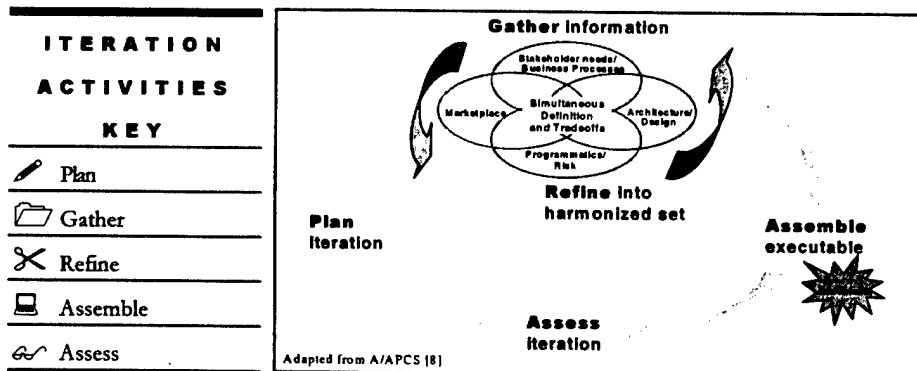 ITERATION
ACTIVITIES
KEY
Plan
Gather
Refine
Assemble
Assess
Gather information
Stakeholder needs/
Business Processes
Marketplace
Simultaneous
Definition
and Tradeoffs
Architecture/
Design
Programmatics/
Risk
Refine into
harmonized set
Plan
iteration
Assemble
executable
Assess
iteration
Adapted from A/APCS [8]